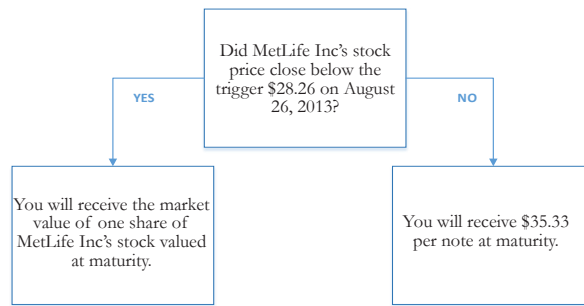 Did MetLife Inc’s stock
price close below the
trigger $28.26 on August
26, 2013?
YES
NO
You will receive the market
value of one share of
MetLife Inc’s stock valued
at maturity.
You will receive $35.33
per note at maturity.